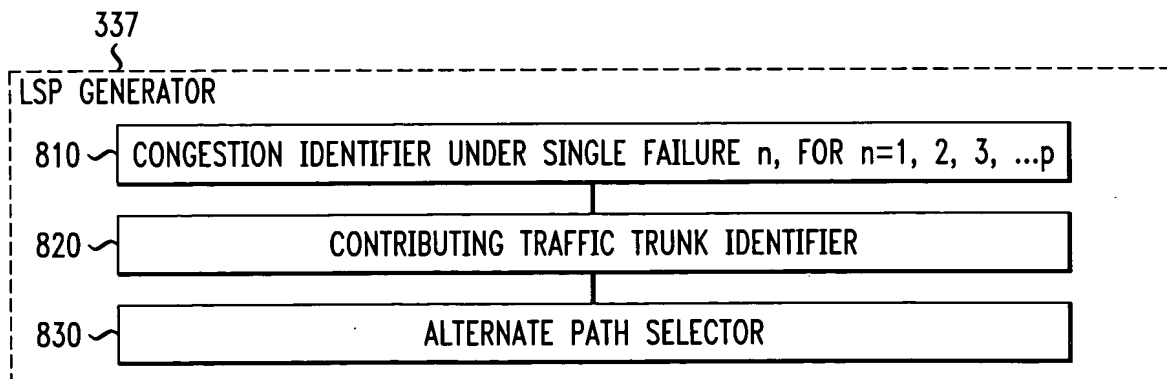 337
LSP GENERATOR
810 CONGESTION IDENTIFIER UNDER SINGLE FAILURE n, FOR n=1, 2, 3, ...p
820 CONTRIBUTING TRAFFIC TRUNK IDENTIFIER
830 ALTERNATE PATH SELECTOR